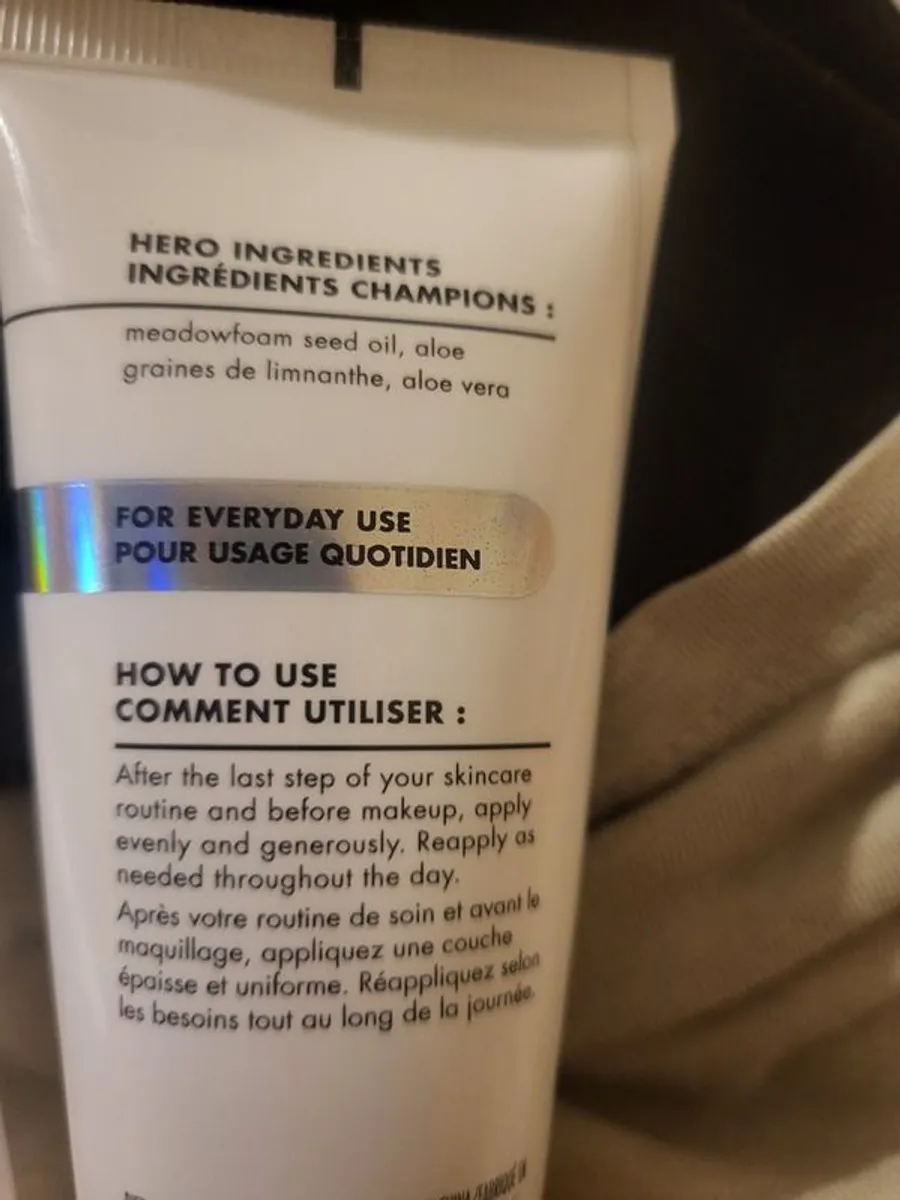 HERO INGREDIENTS
INGRÉDIENTS CHAMPIONS :
meadowfoam seed oil, aloe
graines de limnanthe, aloe vera
FOR EVERYDAY USE
POUR USAGE QUOTIDIEN
HOW TO USE
COMMENT UTILISER :
After the last step of your skincare
routine and before makeup, apply
evenly and generously. Reapply as
needed throughout the day.
Après votre routine de soin et avant le
maquillage, appliquez une couche
épaisse et uniforme. Réappliquez selon
les besoins tout au long de la journée.